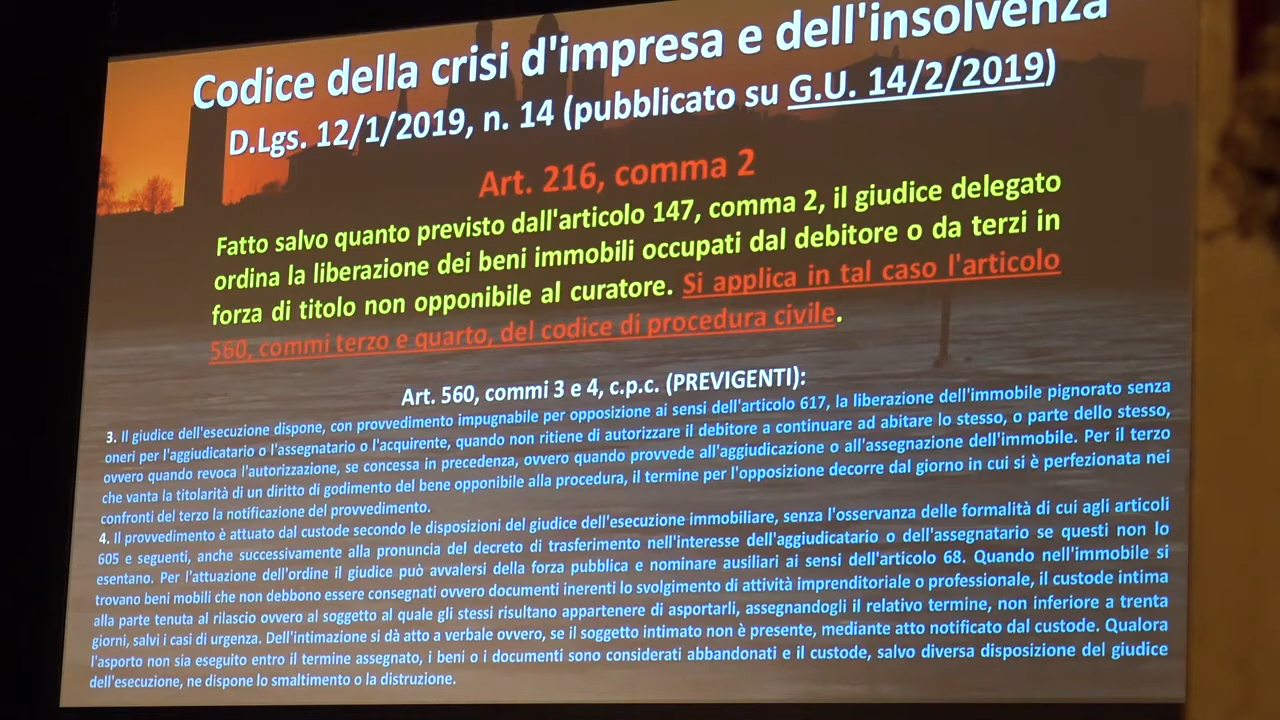 Codice della crisi d'impresa e dell'insolvenza
D.Lgs. 12/1/2019, n. 14 (pubblicato su G.U. 14/2/2019)
Art. 216, comma 2
Fatto salvo quanto previsto dall'articolo 147, comma 2, il giudice delegato
ordina la liberazione dei beni immobili occupati dal debitore o da terzi in
forza di titolo non opponibile al curatore. Si applica in tal caso l'articolo
560, commi terzo e quarto, del codice di procedura civile.
Art. 560, commi 3 e 4, c.p.c. (PREVIGENTI):
3. Il giudice dell'esecuzione dispone, con provvedimento impugnabile per opposizione ai sensi dell'articolo 617, la liberazione dell'immobile pignorato senza
oneri per l'aggiudicatario o l'assegnatario o l'acquirente, quando non ritiene di autorizzare il debitore a continuare ad abitare lo stesso, o parte dello stesso,
ovvero quando revoca l'autorizzazione, se concessa in precedenza, ovvero quando provvede all'aggiudicazione o all'assegnazione dell'immobile. Per il terzo
che vanta la titolarità di un diritto di godimento del bene opponibile alla procedura, il termine per l'opposizione decorre dal giorno in cui si è perfezionata nei
confronti del terzo la notificazione del provvedimento.
4. Il provvedimento è attuato dal custode secondo le disposizioni del giudice dell'esecuzione immobiliare, senza l'osservanza delle formalità di cui agli articoli
605 e seguenti, anche successivamente alla pronuncia del decreto di trasferimento nell'interesse dell'aggiudicatario o dell'assegnatario se questi non lo
esentano. Per l'attuazione dell'ordine il giudice può avvalersi della forza pubblica e nominare ausiliari ai sensi dell'articolo 68. Quando nell'immobile si
trovano beni mobili che non debbono essere consegnati ovvero documenti inerenti lo svolgimento di attività imprenditoriale o professionale, il custode intima
alla parte tenuta al rilascio ovvero al soggetto al quale gli stessi risultano appartenere di asportarli, assegnandogli il relativo termine, non inferiore a trenta
giorni, salvi i casi di urgenza. Dell'intimazione si dà atto a verbale ovvero, se il soggetto intimato non è presente, mediante atto notificato dal custode. Qualora
l'asporto non sia eseguito entro il termine assegnato, i beni o i documenti sono considerati abbandonati e il custode, salvo diversa disposizione del giudice
dell'esecuzione, ne dispone lo smaltimento o la distruzione.